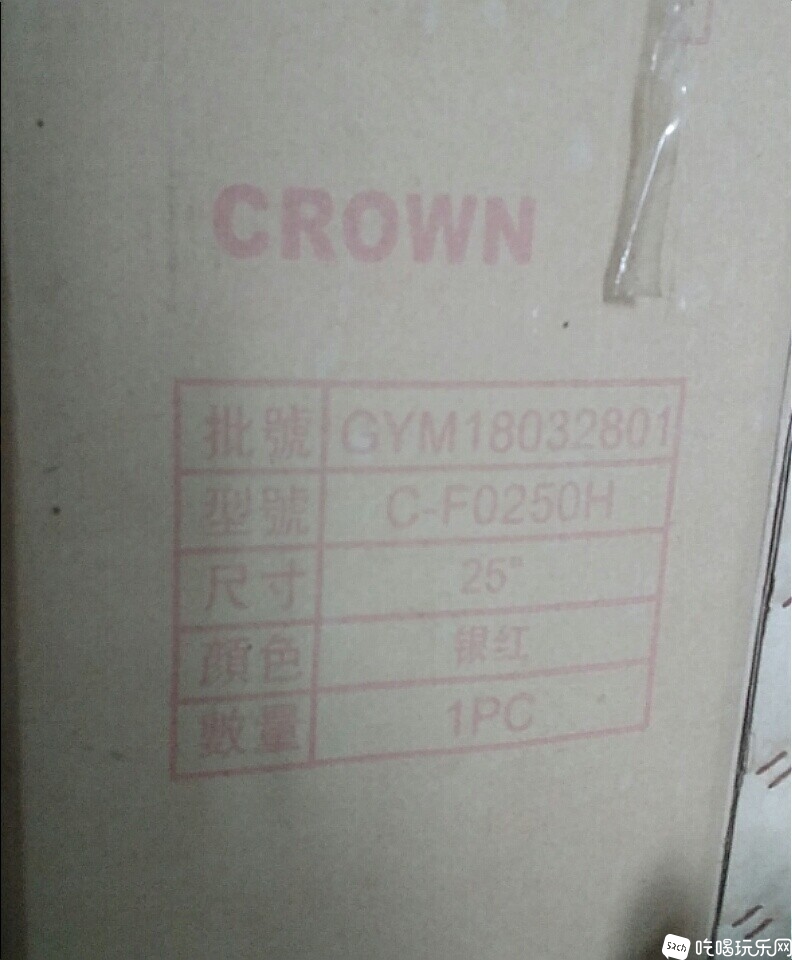 CROWN
批號 GYM18032801
型號 C-F0250H
尺寸 25"
顏色 银红
數量 1PC
5ach 吃喝玩乐网